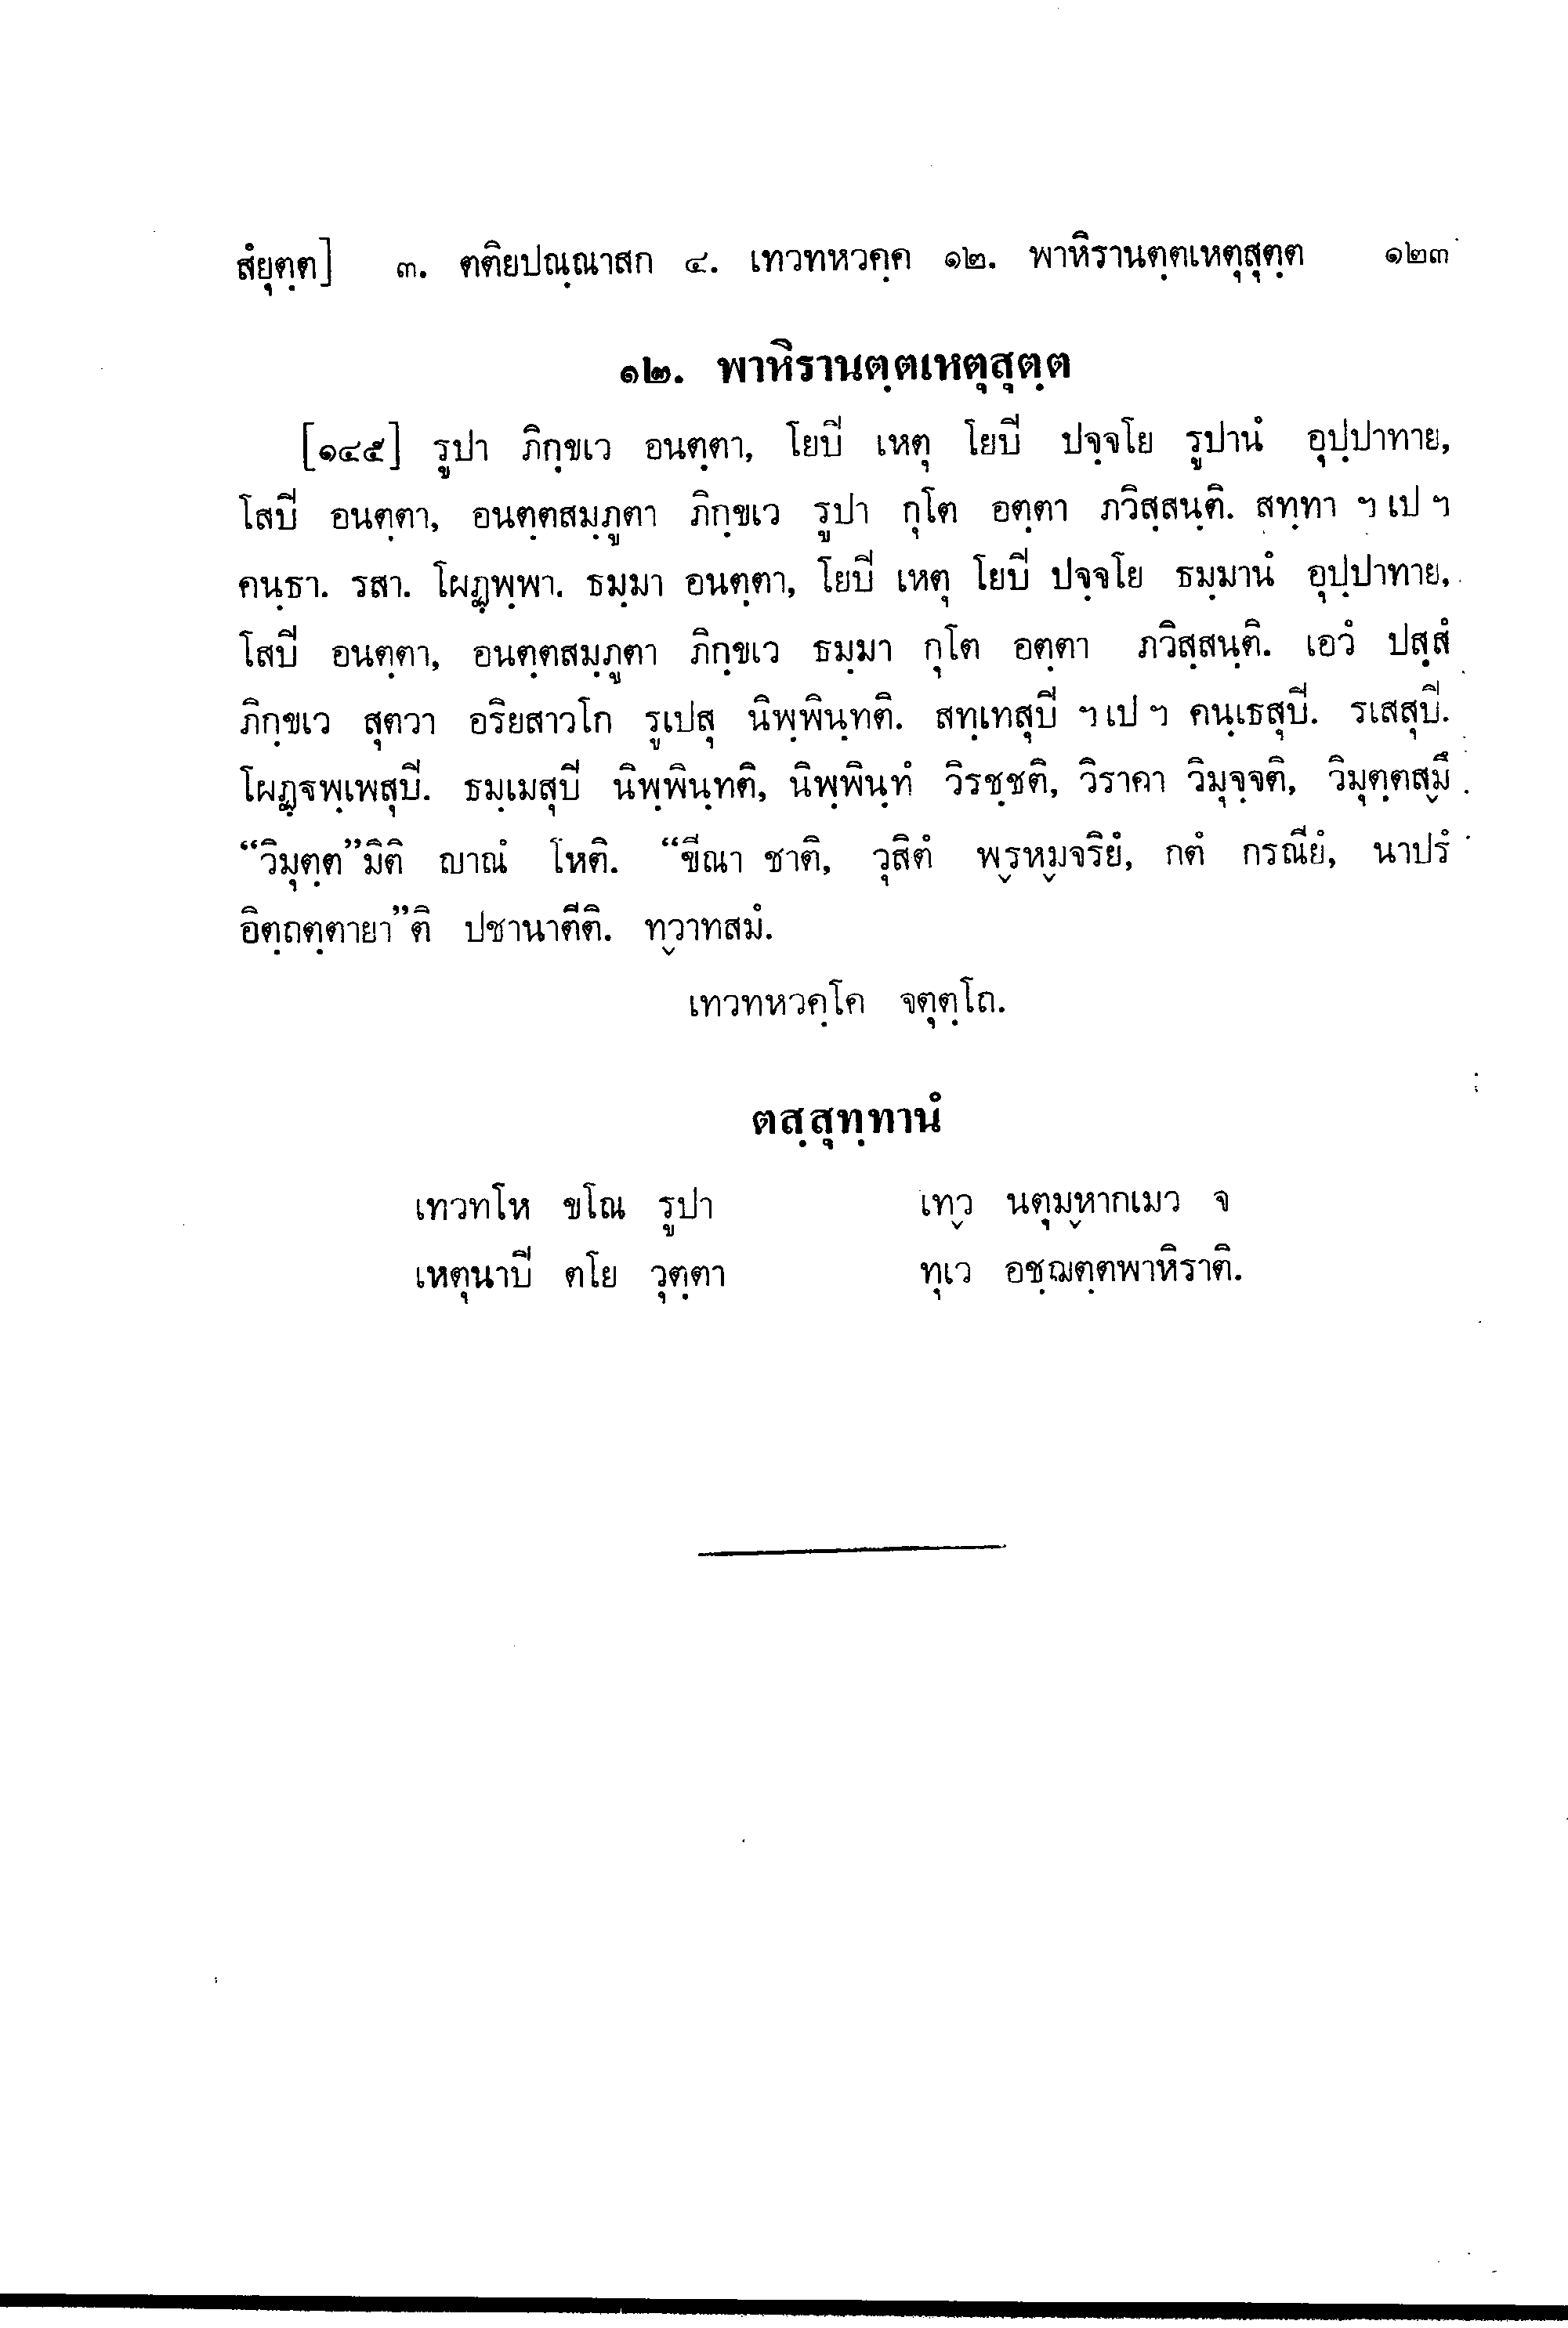 สํยุตฺต] ๓. ตติยปณฺณาสก ๔. เทวทหวคฺค ๑๒. พาหิรานตฺตเหตุสุตฺต ๑๒๓
๑๒. พาหิรานตฺตเหตุสุตฺต
[๑๔๕] รูปา ภิกฺขเว อนตฺตา, โยปิ เหตุ โยปิ ปจฺจโย รูปานํ อุปฺปาทาย,
โสปิ อนตฺตา, อนตฺตสมฺภูตา ภิกฺขเว รูปา กุโต อตฺตา ภวิสฺสนฺติ. สทฺทา ฯ เป ฯ
คนฺธา. รสา. โผฏฺพฺพา. ธมฺมา อนตฺตา, โยปิ เหตุ โยปิ ปจฺจโย ธมฺมานํ อุปฺปาทาย,
โสปิ อนตฺตา, อนตฺตสมฺภูตา ภิกฺขเว ธมฺมา กุโต อตฺตา ภวิสฺสนฺติ. เอวํ ปสฺสํ
ภิกฺขเว สุตวา อริยสาวโก รูเปสุ นิพฺพินฺทติ. สทฺเทสุปิ ฯ เป ฯ คนฺเธสุปิ. รเสสุปิ.
โผฏฺฐพฺเพสุปิ. ธมฺเมสุปิ นิพฺพินฺทติ, นิพฺพินฺทํ วิรชฺชติ, วิราคา วิมุจฺจติ, วิมุตฺตสฺมึ
“วิมุตฺต”มิติ ญาณํ โหติ. “ขีณา ชาติ, วุสิตํ พฺรหฺมจริยํ, กตํ กรณียํ, นาปรํ
อิตฺถตฺตายา”ติ ปชานาตีติ. ทฺวาทสมํ.
เทวทหวคฺโค จตุตฺโถ.
ตสฺสุทฺทานํ
เทวทโห ขโณ รูปา เทฺว นตุมฺหากเมว จ
เหตุนาปิ ตโย วุตฺตา ทุเว อชฺฌตฺตพาหิราติ.